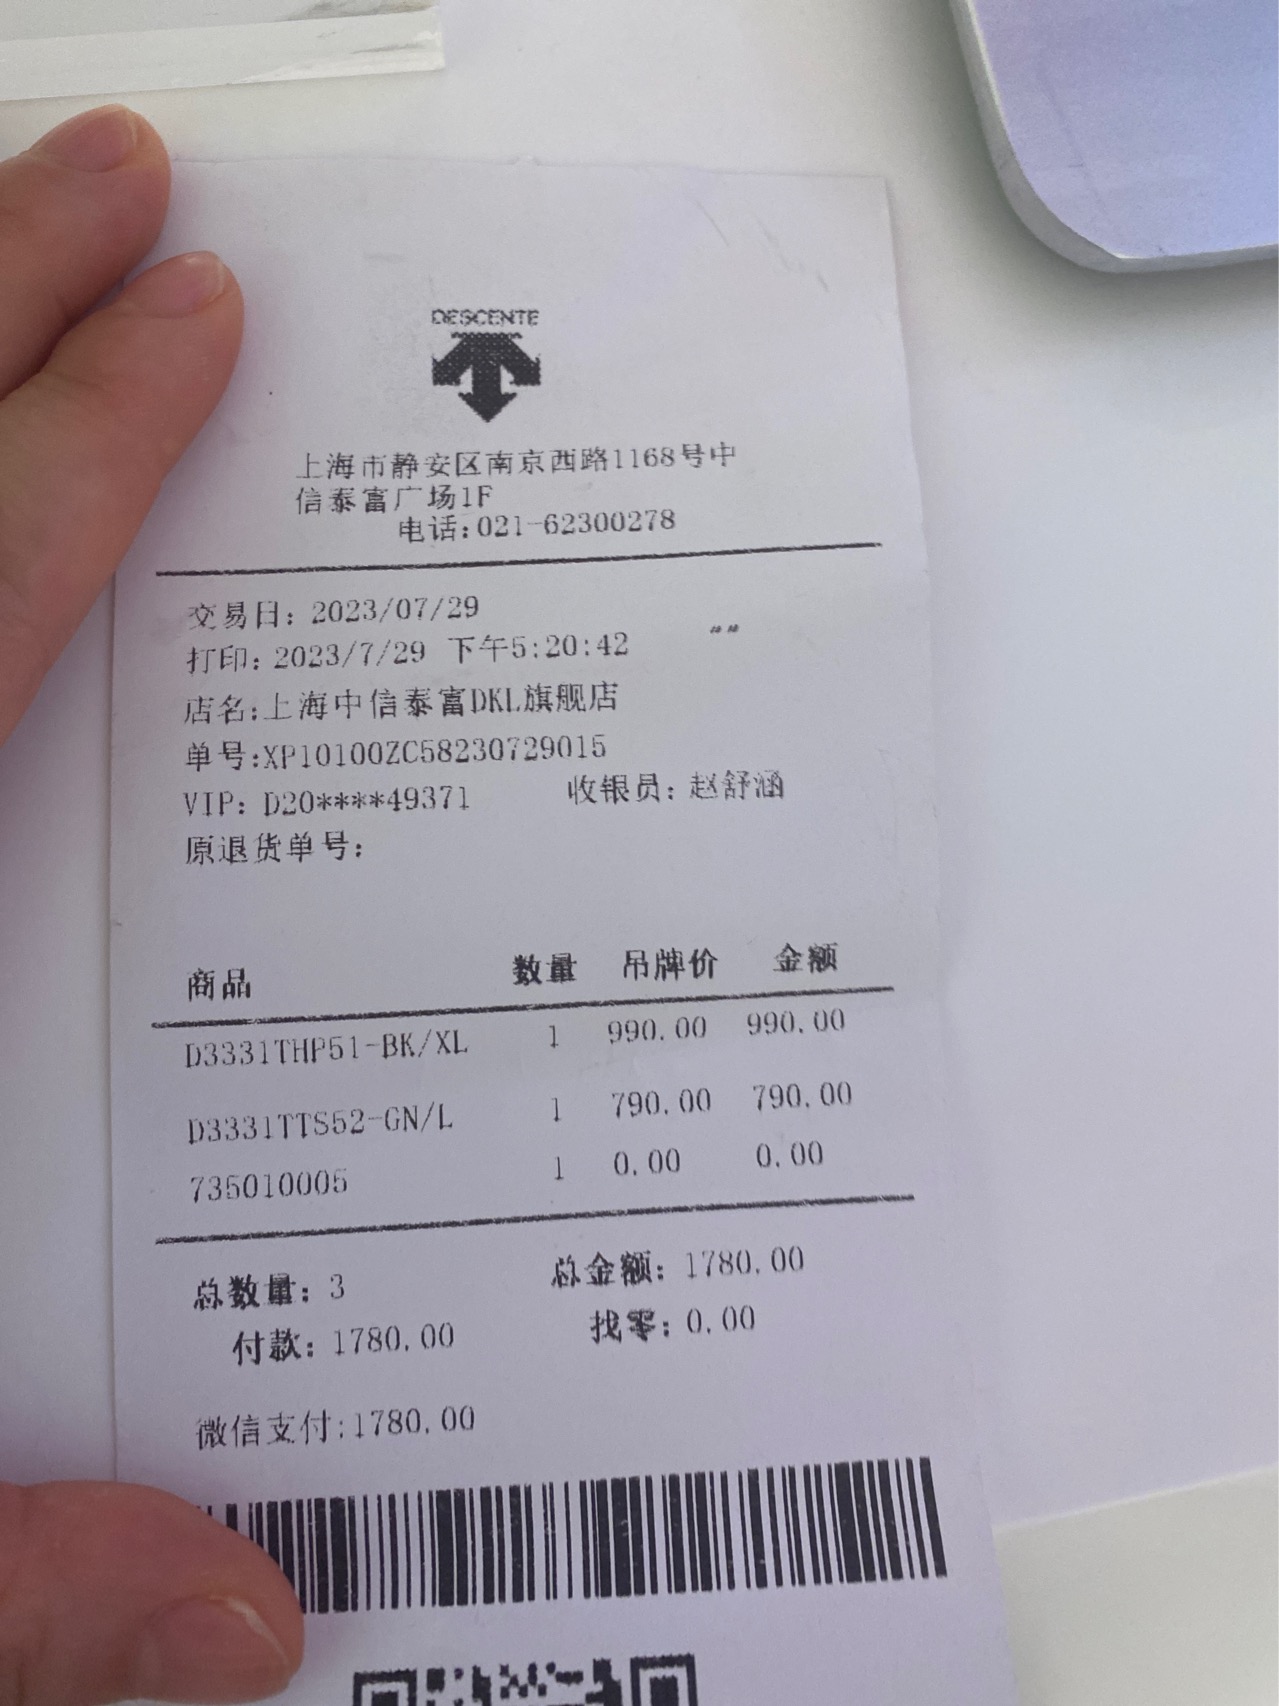 DESCENTE
上海市静安区南京西路1168号中
信泰富广场1F
电话:021-62300278
交易日: 2023/07/29
打印: 2023/7/29 下午5:20:42
店名:上海中信泰富DKL旗舰店
单号:XP10100ZC58230729015
VIP: D20****49371 收银员: 赵舒涵
原退货单号:
商品 数量 吊牌价 金额
D3331THP51-BK/XL 1 990.00 990.00
D3331TTS52-GN/L 1 790.00 790.00
735010005 1 0.00 0.00
总数量: 3 总金额: 1780.00
付款: 1780.00 找零: 0.00
微信支付:1780.00